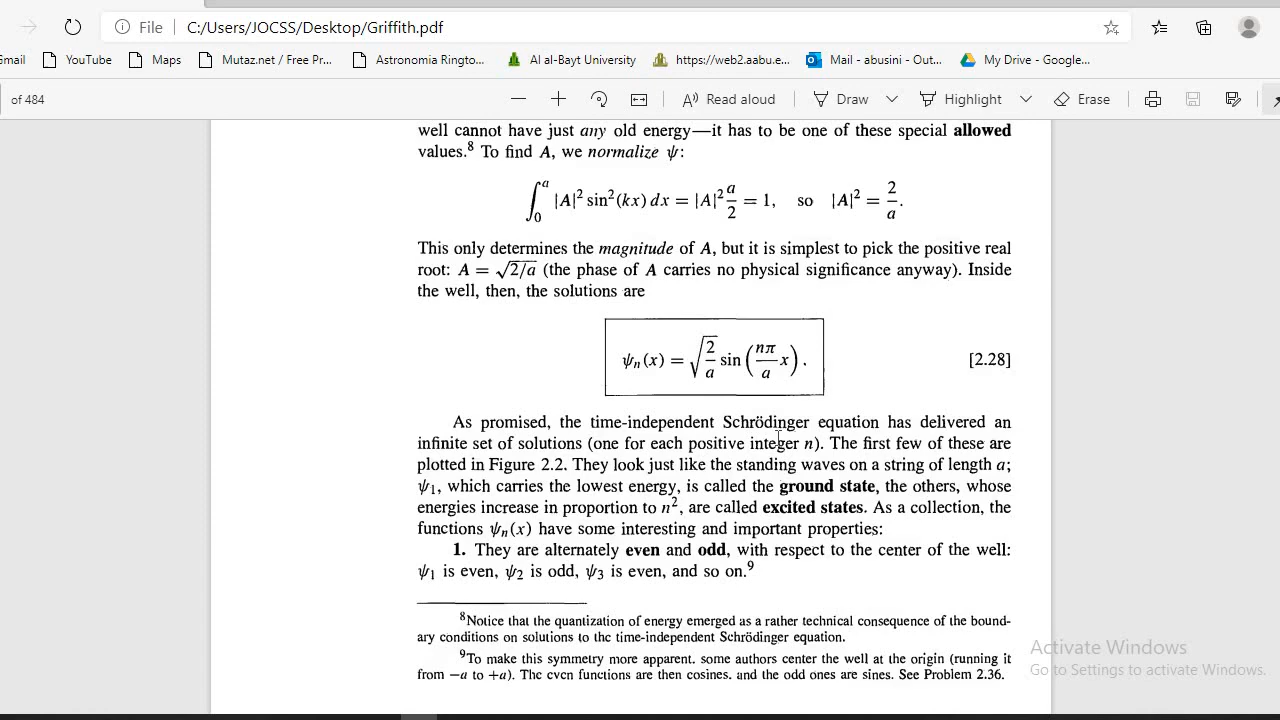 File C:/Users/JOCSS/Desktop/Griffith.pdf
Gmail YouTube Maps Mutaz.net / Free Pr... Astronomia Ringto... Al al-Bayt University https://web2.aabu.e... Mail - abusini - Out... My Drive - Google...
of 484 Read aloud Draw Highlight Erase
well cannot have just any old energy—it has to be one of these special allowed
values.⁸ To find A, we normalize ψ:
∫₀ᵃ |A|² sin²(kx) dx = |A|² a/2 = 1, so |A|² = 2/a.
This only determines the magnitude of A, but it is simplest to pick the positive real
root: A = √2/a (the phase of A carries no physical significance anyway). Inside
the well, then, the solutions are
ψₙ(x) = √(2/a) sin (nπ/a x). [2.28]
As promised, the time-independent Schrödinger equation has delivered an
infinite set of solutions (one for each positive integer n). The first few of these are
plotted in Figure 2.2. They look just like the standing waves on a string of length a;
ψ₁, which carries the lowest energy, is called the ground state, the others, whose
energies increase in proportion to n², are called excited states. As a collection, the
functions ψₙ(x) have some interesting and important properties:
1. They are alternately even and odd, with respect to the center of the well:
ψ₁ is even, ψ₂ is odd, ψ₃ is even, and so on.⁹
⁸Notice that the quantization of energy emerged as a rather technical consequence of the bound-
ary conditions on solutions to the time-independent Schrödinger equation.
⁹To make this symmetry more apparent, some authors center the well at the origin (running it
from −a to +a). The even functions are then cosines, and the odd ones are sines. See Problem 2.36.
Activate Windows
Go to Settings to activate Windows.